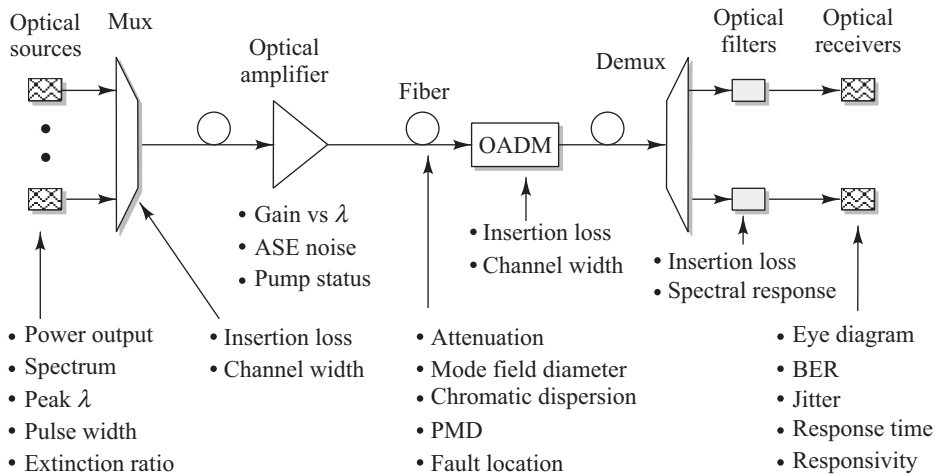 Optical
sources
Mux
Optical
amplifier
Fiber
OADM
Demux
Optical
filters
Optical
receivers
• Gain vs λ
• ASE noise
• Pump status
• Insertion loss
• Channel width
• Insertion loss
• Spectral response
• Power output
• Spectrum
• Peak λ
• Pulse width
• Extinction ratio
• Insertion loss
• Channel width
• Attenuation
• Mode field diameter
• Chromatic dispersion
• PMD
• Fault location
• Eye diagram
• BER
• Jitter
• Response time
• Responsivity